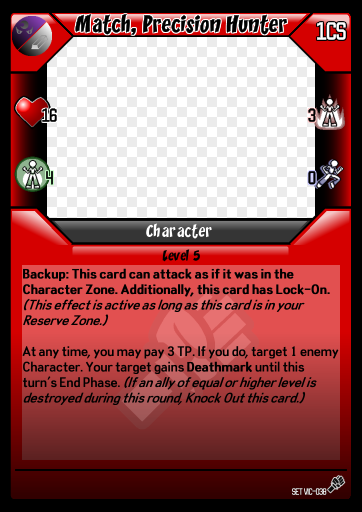 Match, Precision Hunter
1CS
16
3
4
0
Character
Level 5
Backup: This card can attack as if it was in the
Character Zone. Additionally, this card has Lock-On.
(This effect is active as long as this card is in your
Reserve Zone.)
At any time, you may pay 3 TP. If you do, target 1 enemy
Character. Your target gains Deathmark until this
turn's End Phase. (If an ally of equal or higher level is
destroyed during this round, Knock Out this card.)
SET VIC-038